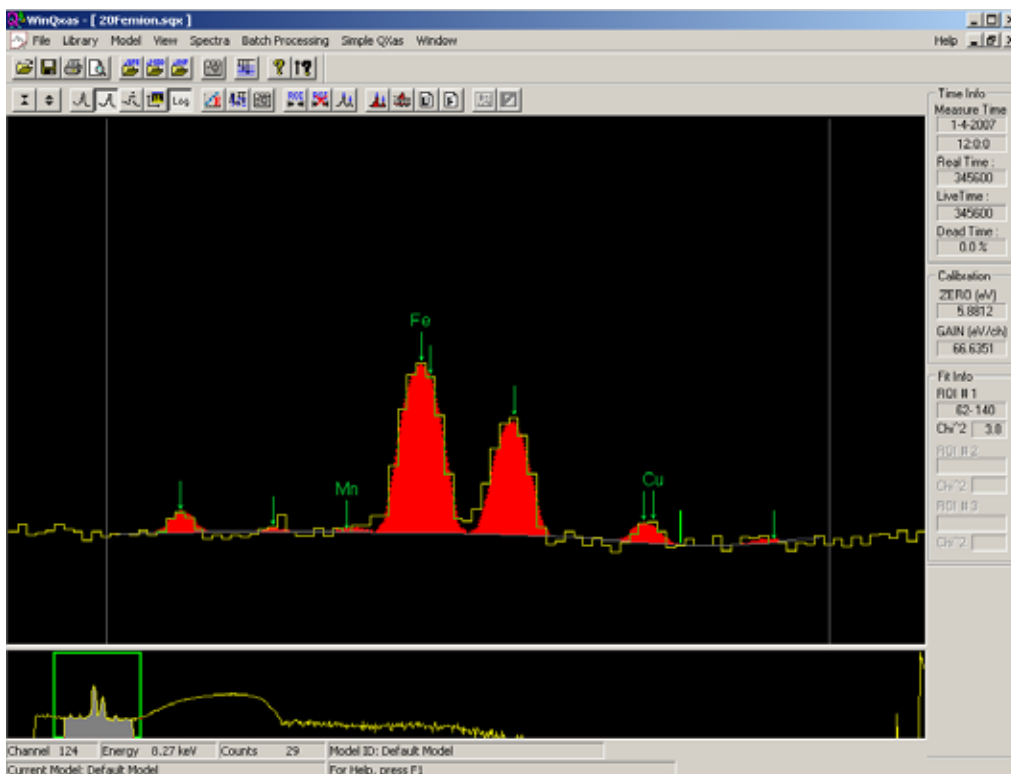 WinQxas - [ 20Femion.sqx ]
File Library Model View Spectra Batch Processing Simple QXas Window Help
Log
Time Info
Measure Time
1-4-2007
12:0:0
Real Time :
345600
LiveTime :
345600
Dead Time :
0.0 %
Calibration
ZERO (eV)
5.8812
GAIN (eV/ch)
66.6351
Fit Info
ROI # 1
62- 140
Chi^2 3.8
ROI # 2
Chi^2
ROI # 3
Chi^2
Fe
Mn
Cu
Channel 124 Energy 8.27 keV Counts 29 Model ID: Default Model
Current Model: Default Model For Help, press F1